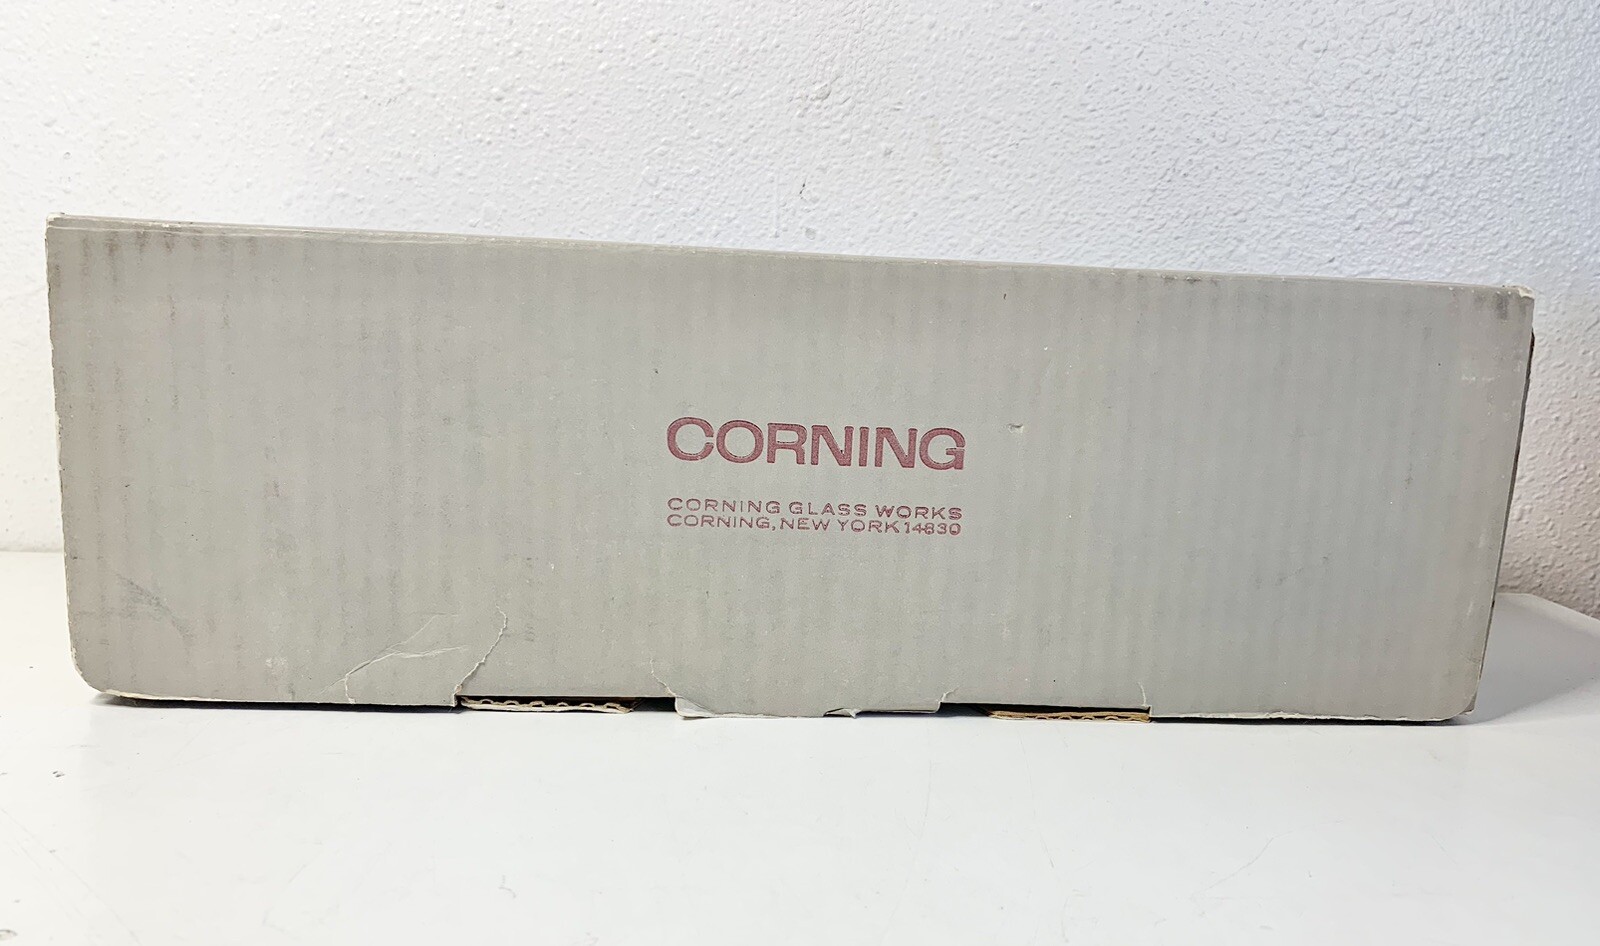 CORNING
CORNING GLASS WORKS
CORNING, NEW YORK 14830